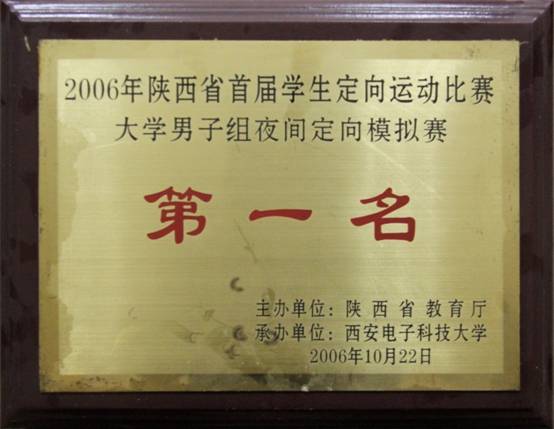 2006年陕西省首届学生定向运动比赛
大学男子组夜间定向模拟赛
第一名
主办单位：陕西省教育厅
承办单位：西安电子科技大学
2006年10月22日